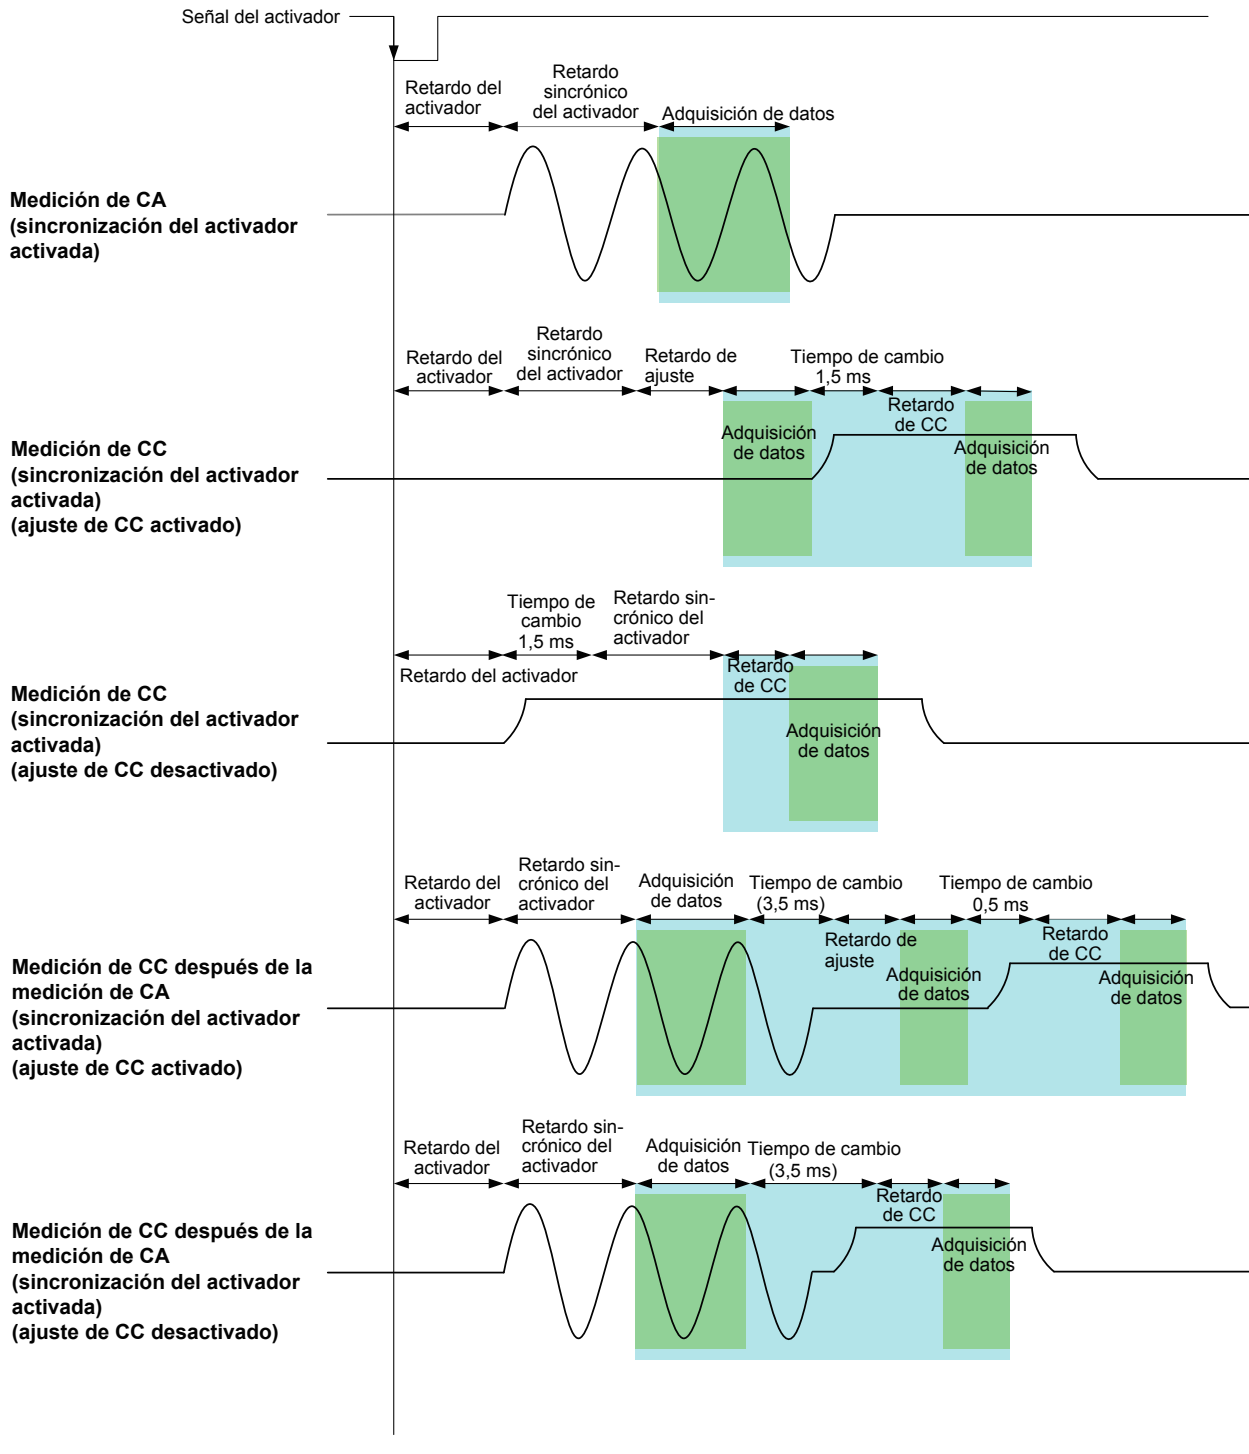 Señal del activador
Retardo del
activador
Retardo
sincrónico
del activador
Adquisición de datos
Medición de CA
(sincronización del activador
activada)
Retardo del
activador
Retardo
sincrónico
del activador
Retardo de
ajuste
Tiempo de cambio
1,5 ms
Retardo
de CC
Adquisición
de datos
Adquisición
de datos
Medición de CC
(sincronización del activador
activada)
(ajuste de CC activado)
Tiempo de
cambio
1,5 ms
Retardo sin-
crónico del
activador
Retardo del activador
Retardo
de CC
Adquisición
de datos
Medición de CC
(sincronización del activador
activada)
(ajuste de CC desactivado)
Retardo del
activador
Retardo sin-
crónico del
activador
Adquisición
de datos
Tiempo de cambio
(3,5 ms)
Tiempo de cambio
0,5 ms
Retardo de
ajuste
Retardo
de CC
Adquisición
de datos
Adquisición
de datos
Medición de CC después de la
medición de CA
(sincronización del activador
activada)
(ajuste de CC activado)
Retardo del
activador
Retardo sin-
crónico del
activador
Adquisición
de datos
Tiempo de cambio
(3,5 ms)
Retardo
de CC
Adquisición
de datos
Medición de CC después de la
medición de CA
(sincronización del activador
activada)
(ajuste de CC desactivado)